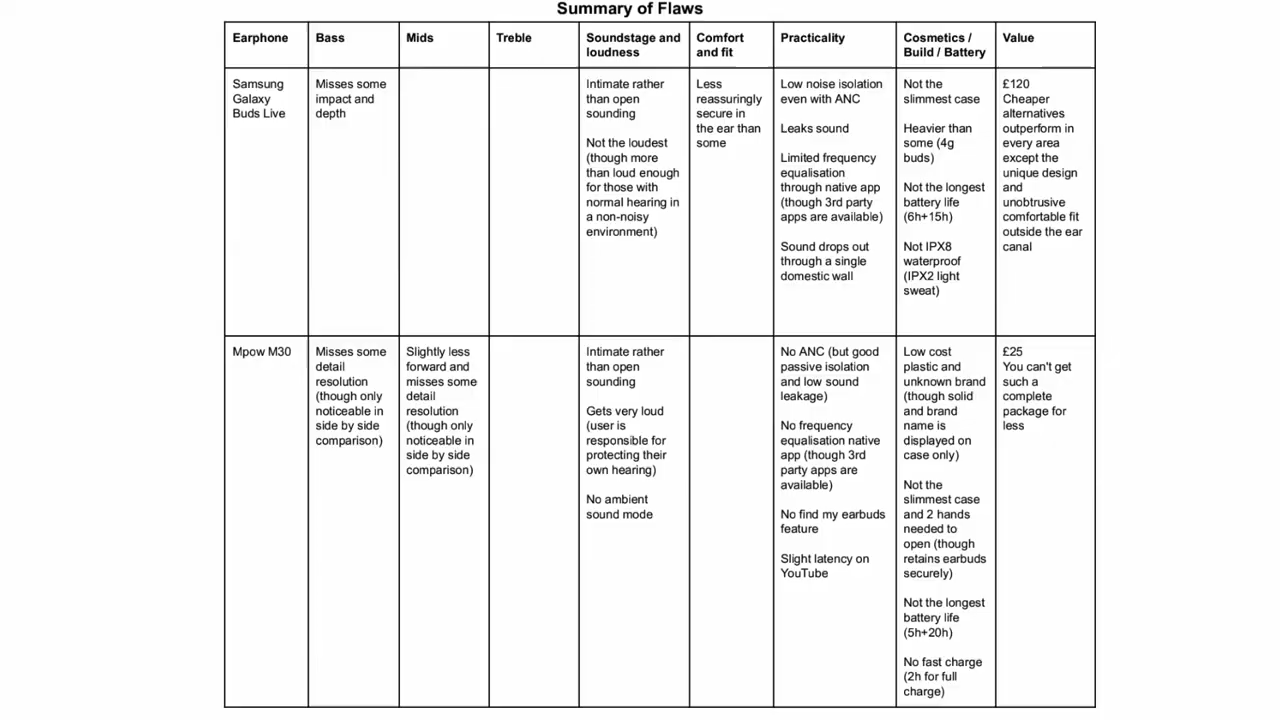 Summary of Flaws
Earphone
Bass
Mids
Treble
Soundstage and
loudness
Comfort
and fit
Practicality
Cosmetics /
Build / Battery
Value
Samsung
Galaxy
Buds Live
Misses some
impact and
depth
Intimate rather
than open
sounding
Not the loudest
(though more
than loud enough
for those with
normal hearing in
a non-noisy
environment)
Less
reassuringly
secure in
the ear than
some
Low noise isolation
even with ANC
Leaks sound
Limited frequency
equalisation
through native app
(though 3rd party
apps are available)
Sound drops out
through a single
domestic wall
Not the
slimmest case
Heavier than
some (4g
buds)
Not the longest
battery life
(6h+15h)
Not IPX8
waterproof
(IPX2 light
sweat)
£120
Cheaper
alternatives
outperform in
every area
except the
unique design
and
unobtrusive
comfortable fit
outside the ear
canal
Mpow M30
Misses some
detail
resolution
(though only
noticeable in
side by side
comparison)
Slightly less
forward and
misses some
detail
resolution
(though only
noticeable in
side by side
comparison)
Intimate rather
than open
sounding
Gets very loud
(user is
responsible for
protecting their
own hearing)
No ambient
sound mode
No ANC (but good
passive isolation
and low sound
leakage)
No frequency
equalisation native
app (though 3rd
party apps are
available)
No find my earbuds
feature
Slight latency on
YouTube
Low cost
plastic and
unknown brand
(though solid
and brand
name is
displayed on
case only)
Not the
slimmest case
and 2 hands
needed to
open (though
retains earbuds
securely)
Not the longest
battery life
(5h+20h)
No fast charge
(2h for full
charge)
£25
You can't get
such a
complete
package for
less